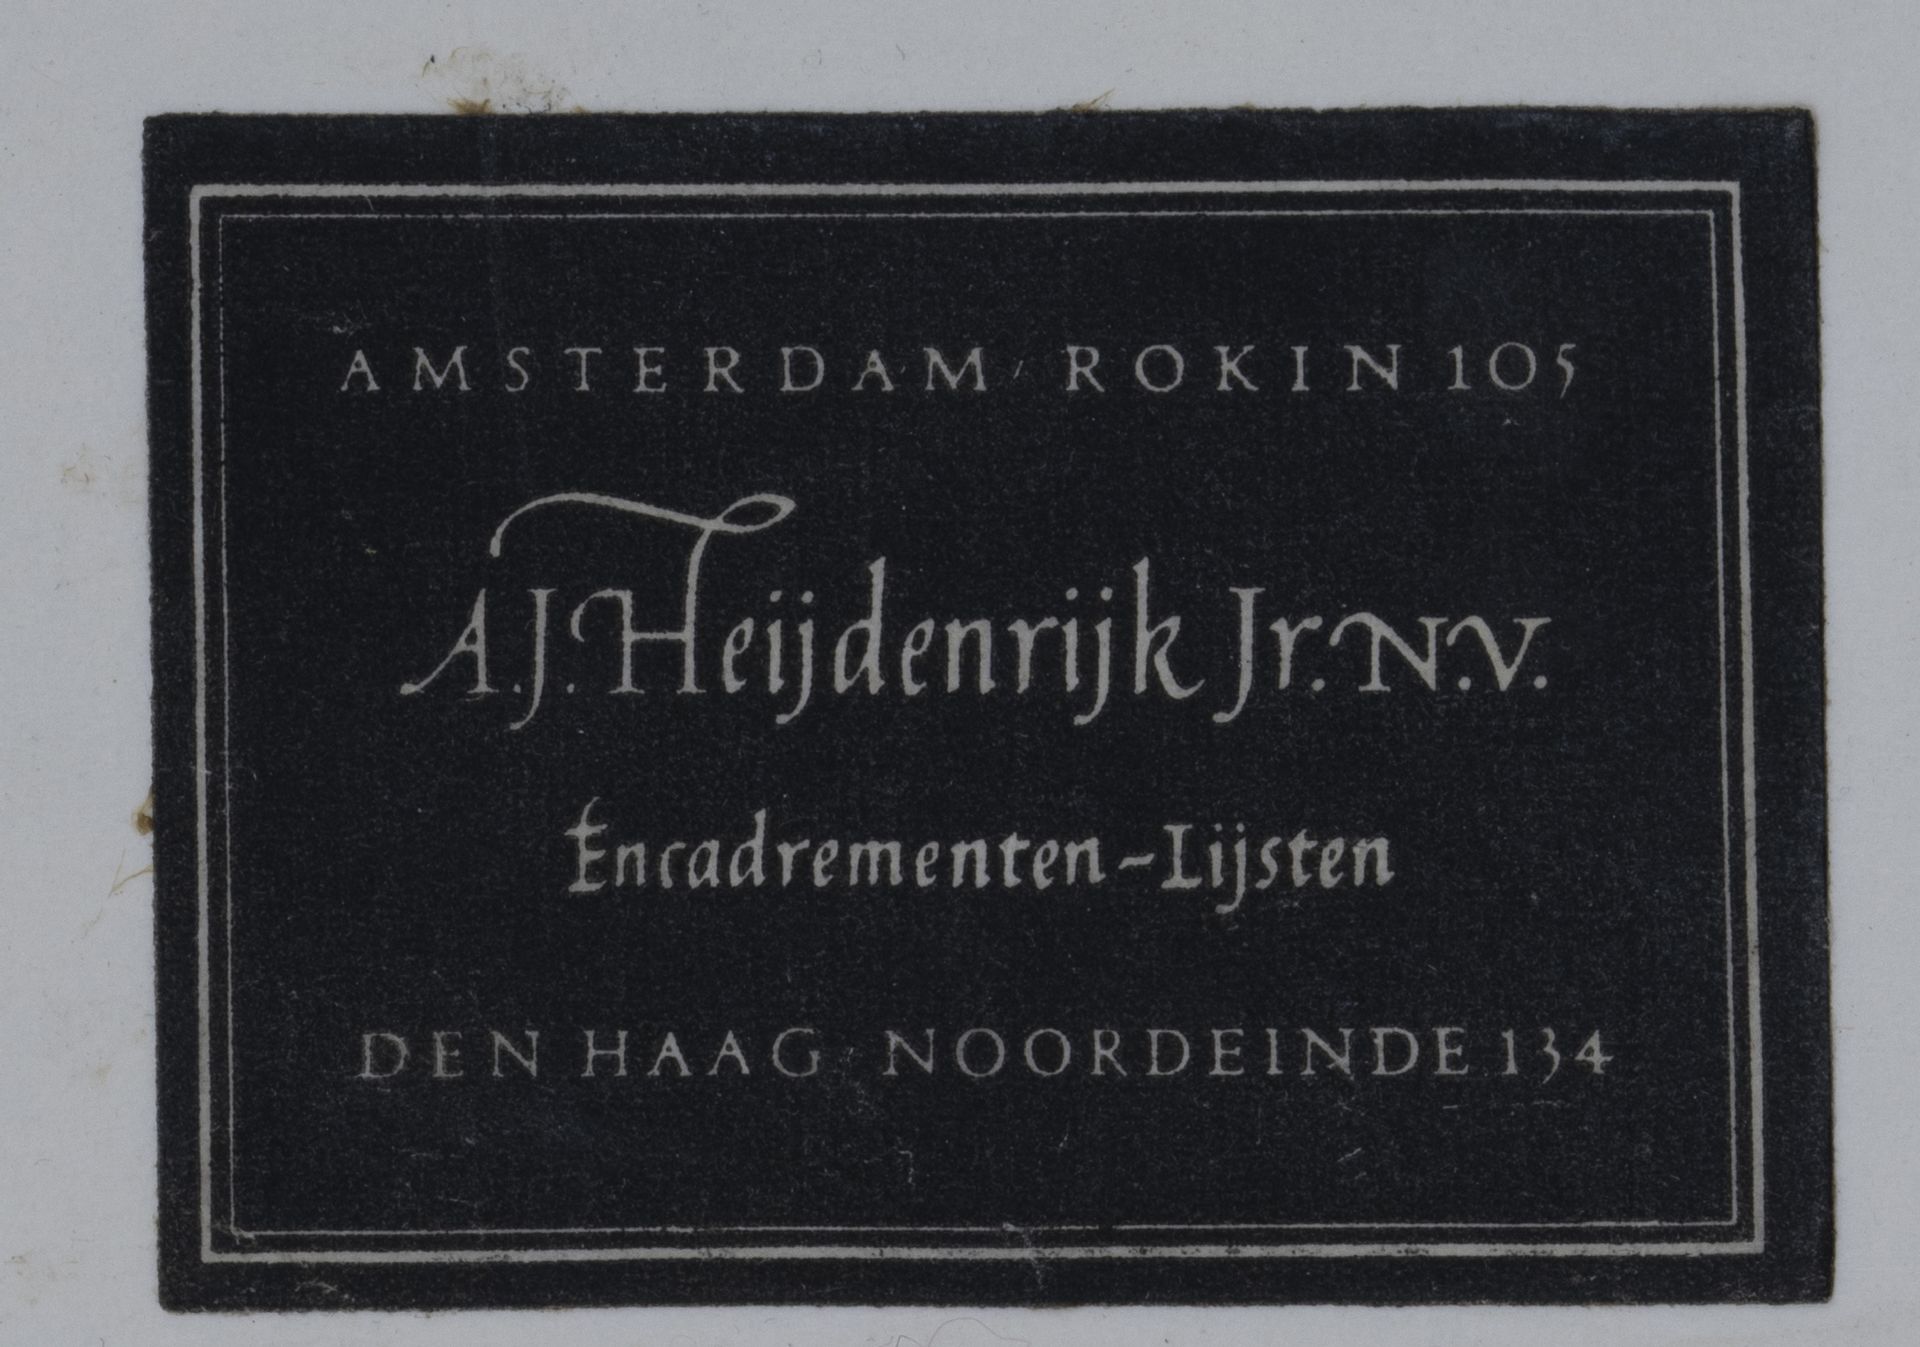 AMSTERDAM, ROKIN 105
A.J. Heijdenrijk Jr. N.V.
Encadrementen-Lijsten
DEN HAAG, NOORDEINDE 134